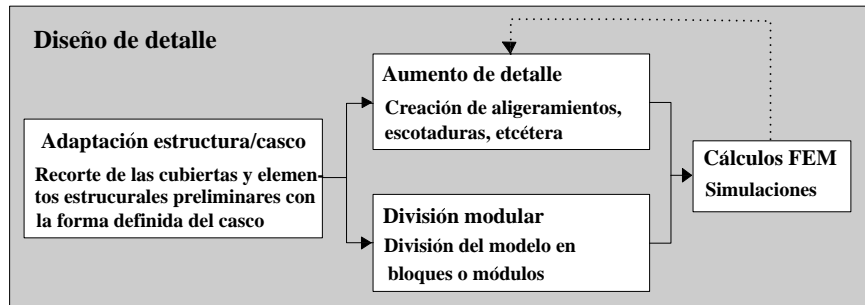 Diseño de detalle
Adaptación estructura/casco
Recorte de las cubiertas y elemen-
tos estrucurales preliminares con
la forma definida del casco
Aumento de detalle
Creación de aligeramientos,
escotaduras, etcétera
División modular
División del modelo en
bloques o módulos
Cálculos FEM
Simulaciones